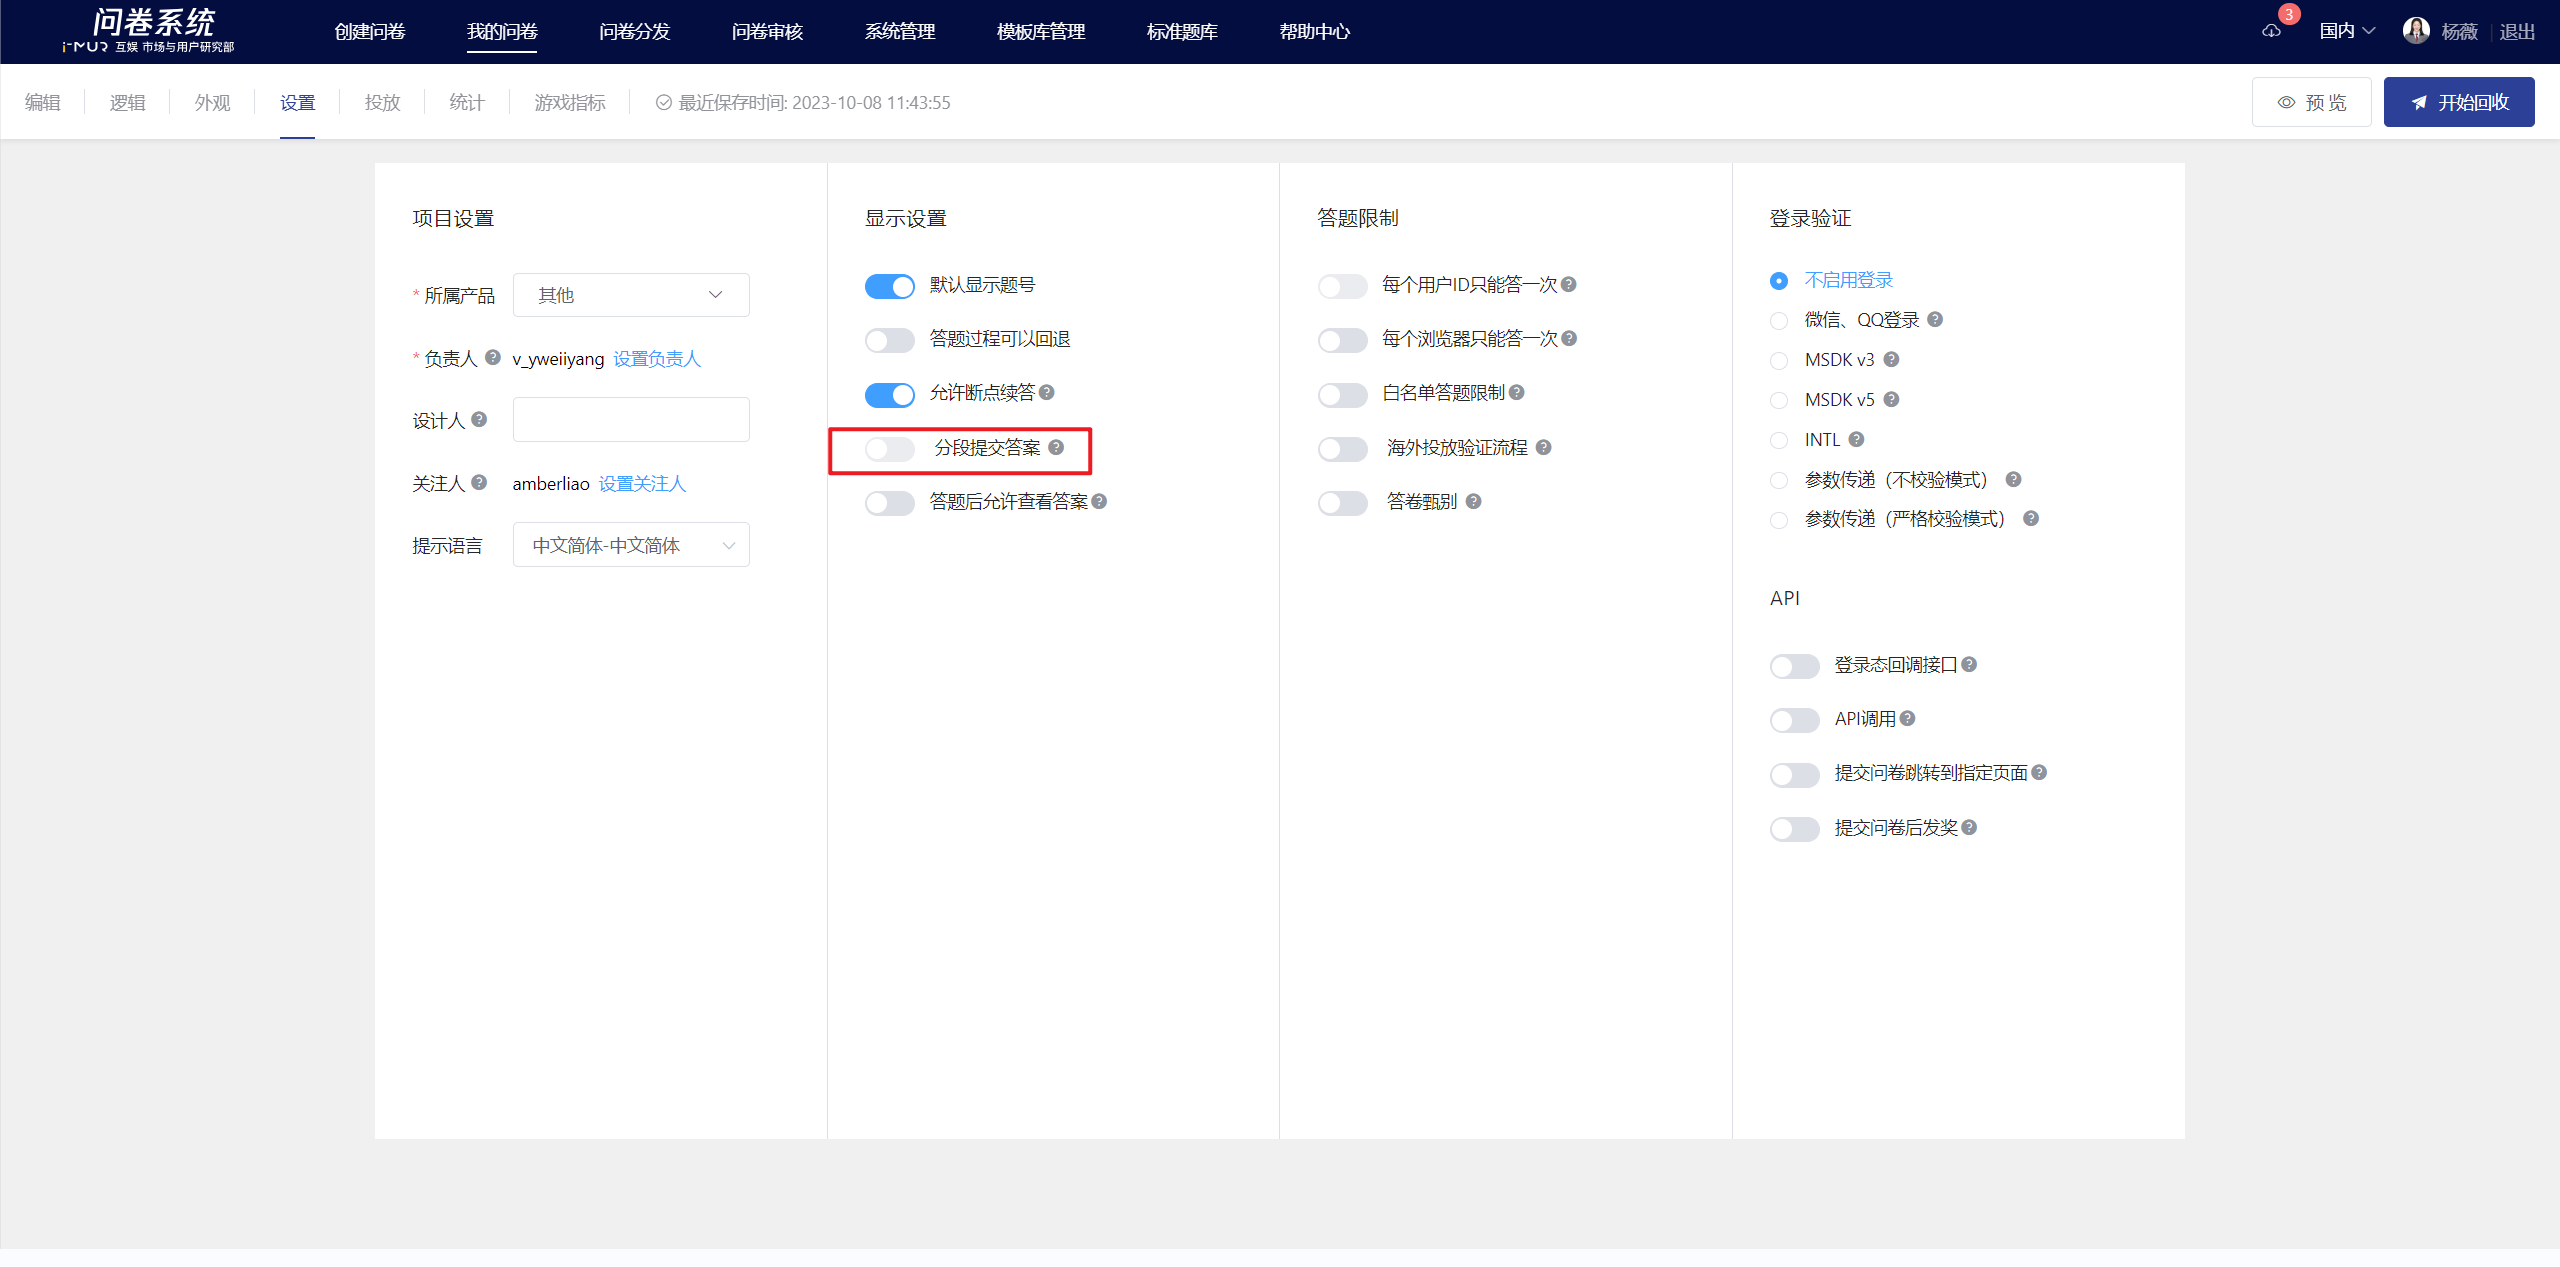 问卷系统
i-MUR 互娱 市场与用户研究部
创建问卷
我的问卷
问卷分发
问卷审核
系统管理
模板库管理
标准题库
帮助中心
3
国内
杨薇
退出
编辑
逻辑
外观
设置
投放
统计
游戏指标
最近保存时间: 2023-10-08 11:43:55
预 览
开始回收
项目设置
* 所属产品
其他
* 负责人 ?
v_yweiiyang 设置负责人
设计人 ?
关注人 ?
amberliao 设置关注人
提示语言
中文简体-中文简体
显示设置
默认显示题号
答题过程可以回退
允许断点续答 ?
分段提交答案 ?
答题后允许查看答案 ?
答题限制
每个用户ID只能答一次 ?
每个浏览器只能答一次 ?
白名单答题限制 ?
海外投放验证流程 ?
答卷甄别 ?
登录验证
不启用登录
微信、QQ登录 ?
MSDK v3 ?
MSDK v5 ?
INTL ?
参数传递（不校验模式） ?
参数传递（严格校验模式） ?
API
登录态回调接口 ?
API调用 ?
提交问卷跳转到指定页面 ?
提交问卷后发奖 ?